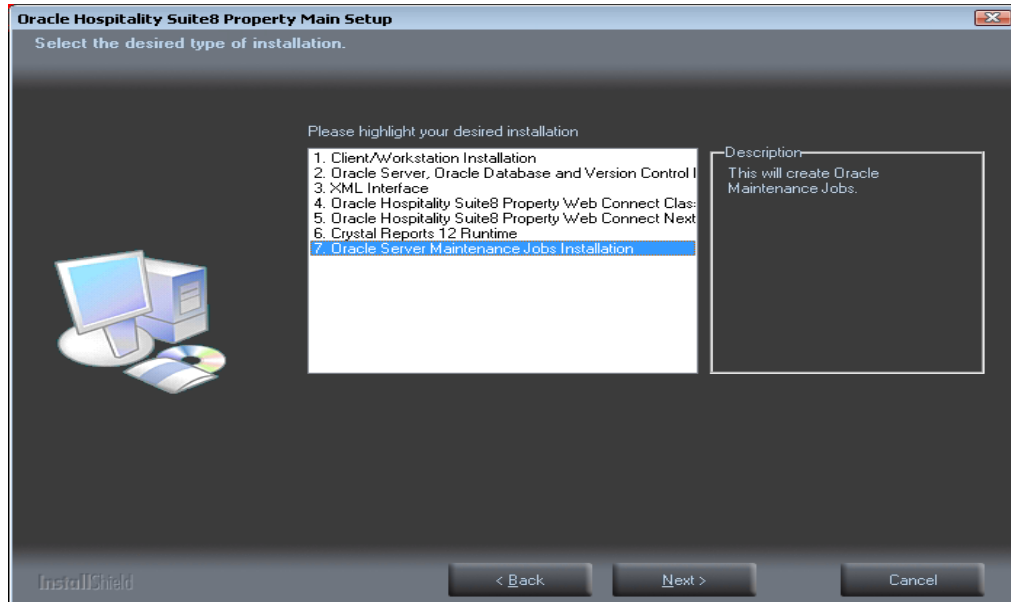 Oracle Hospitality Suite8 Property Main Setup
Select the desired type of installation.
Please highlight your desired installation
1. Client/Workstation Installation
2. Oracle Server, Oracle Database and Version Control I
3. XML Interface
4. Oracle Hospitality Suite8 Property Web Connect Clas
5. Oracle Hospitality Suite8 Property Web Connect Next
6. Crystal Reports 12 Runtime
7. Oracle Server Maintenance Jobs Installation
Description
This will create Oracle
Maintenance Jobs.
InstallShield
< Back
Next >
Cancel